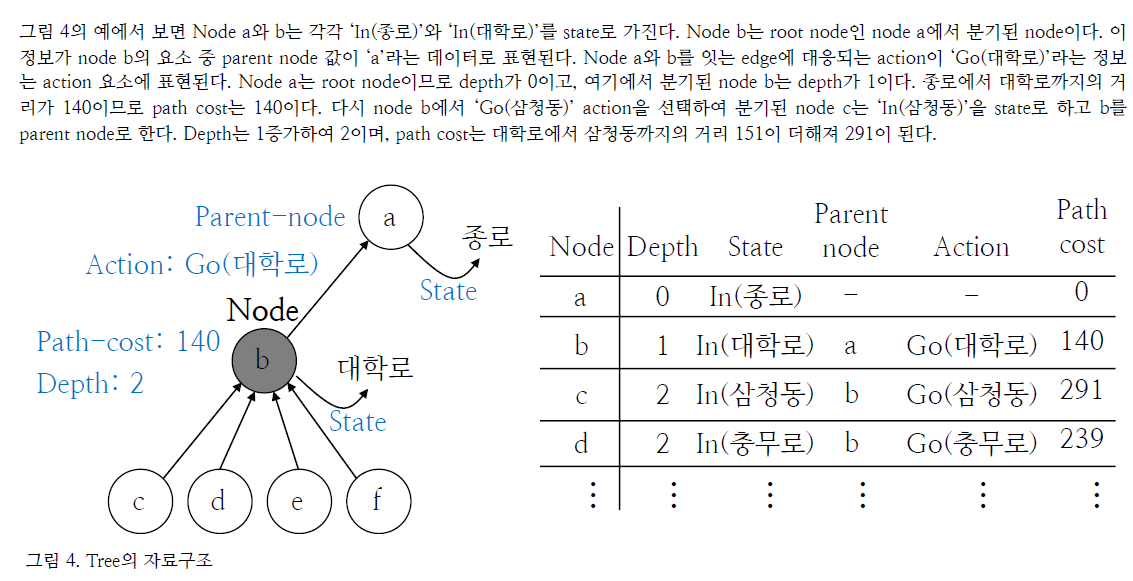 그림 4의 예에서 보면 Node a와 b는 각각 ‘In(종로)’와 ‘In(대학로)’를 state로 가진다. Node b는 root node인 node a에서 분기된 node이다. 이
정보가 node b의 요소 중 parent node 값이 ‘a’라는 데이터로 표현된다. Node a와 b를 잇는 edge에 대응되는 action이 ‘Go(대학로)’라는 정보
는 action 요소에 표현된다. Node a는 root node이므로 depth가 0이고, 여기에서 분기된 node b는 depth가 1이다. 종로에서 대학로까지의 거
리가 140이므로 path cost는 140이다. 다시 node b에서 ‘Go(삼청동)’ action을 선택하여 분기된 node c는 ‘In(삼청동)’을 state로 하고 b를
parent node로 한다. Depth는 1증가하여 2이며, path cost는 대학로에서 삼청동까지의 거리 151이 더해져 291이 된다.
Parent-node
a
종로
Action: Go(대학로)
State
Node
Path-cost: 140
b
대학로
Depth: 2
State
c d e f
Node Depth State Parent node Action Path cost
a 0 In(종로) - - 0
b 1 In(대학로) a Go(대학로) 140
c 2 In(삼청동) b Go(삼청동) 291
d 2 In(충무로) b Go(충무로) 239
⋮ ⋮ ⋮ ⋮ ⋮ ⋮
그림 4. Tree의 자료구조